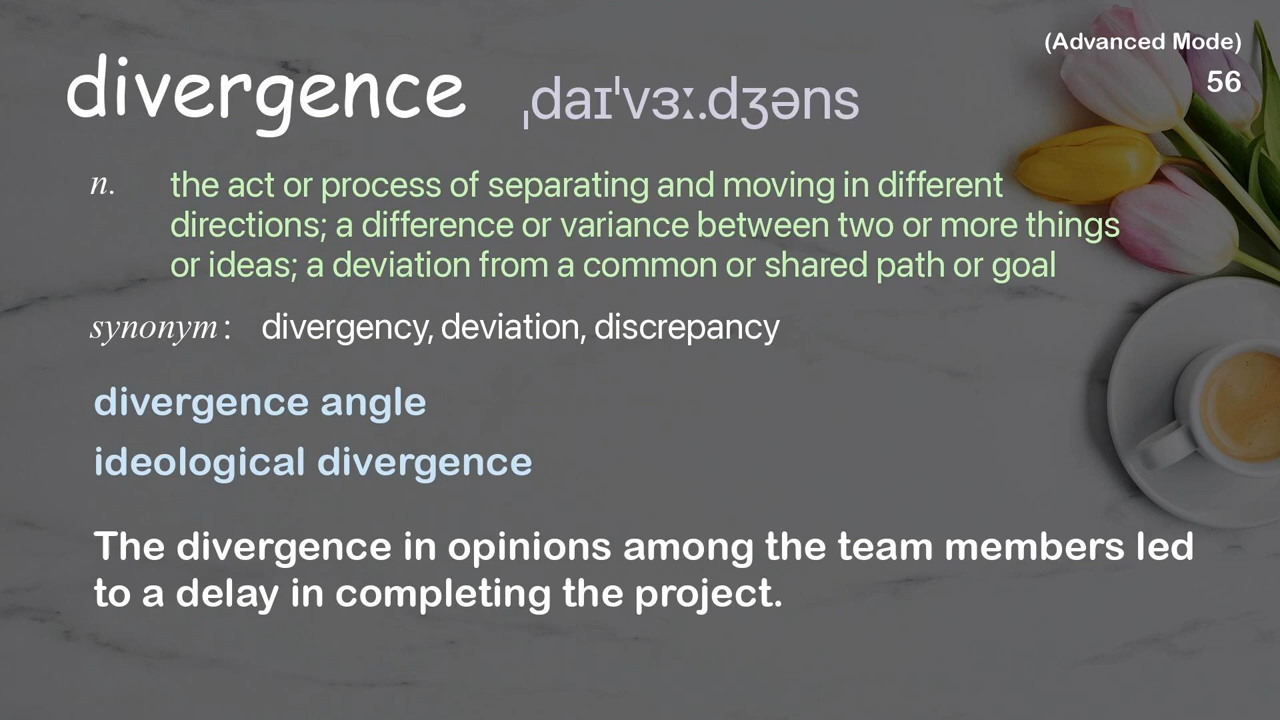 (Advanced Mode)
56
divergence ˌdaɪˈvɜː.dʒəns
n. the act or process of separating and moving in different
directions; a difference or variance between two or more things
or ideas; a deviation from a common or shared path or goal
synonym: divergency, deviation, discrepancy
divergence angle
ideological divergence
The divergence in opinions among the team members led
to a delay in completing the project.